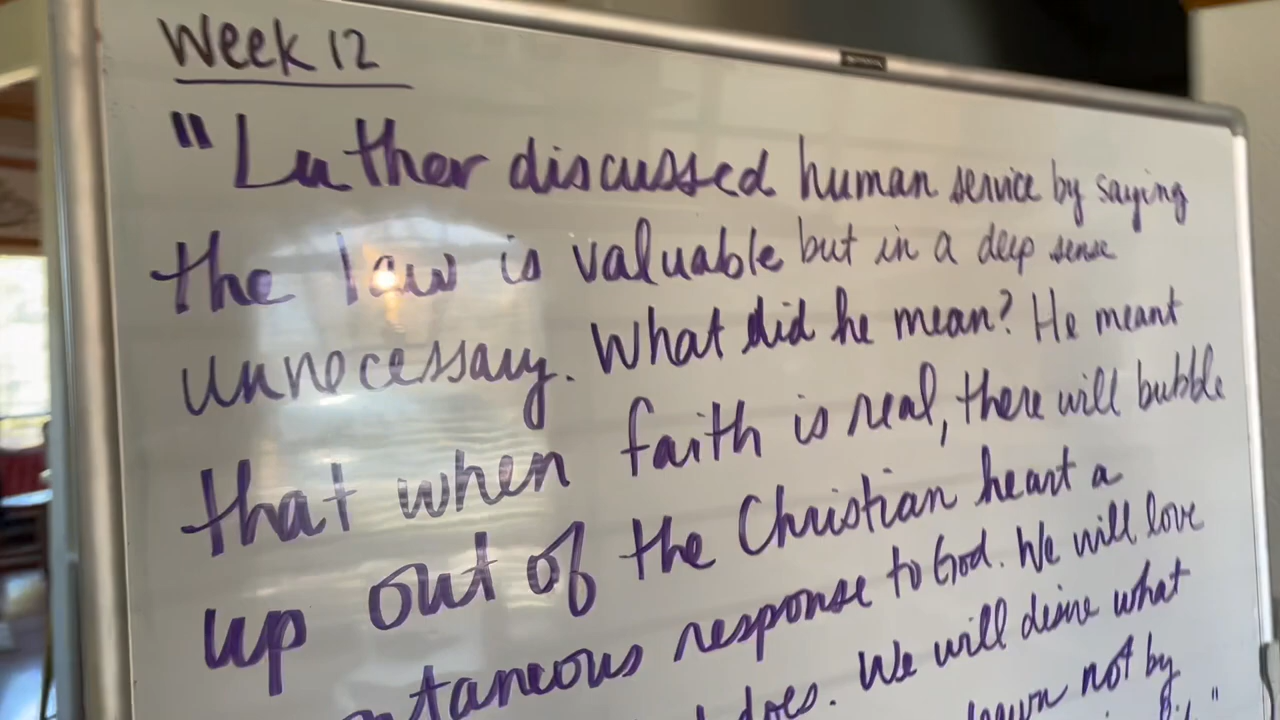 Week 12
"Luther discussed human service by saying
the law is valuable but in a deep sense
unnecessary. What did he mean? He meant
that when faith is real, there will bubble
up out of the Christian heart a
response to God. We will love
does. We will desire what
not by
"